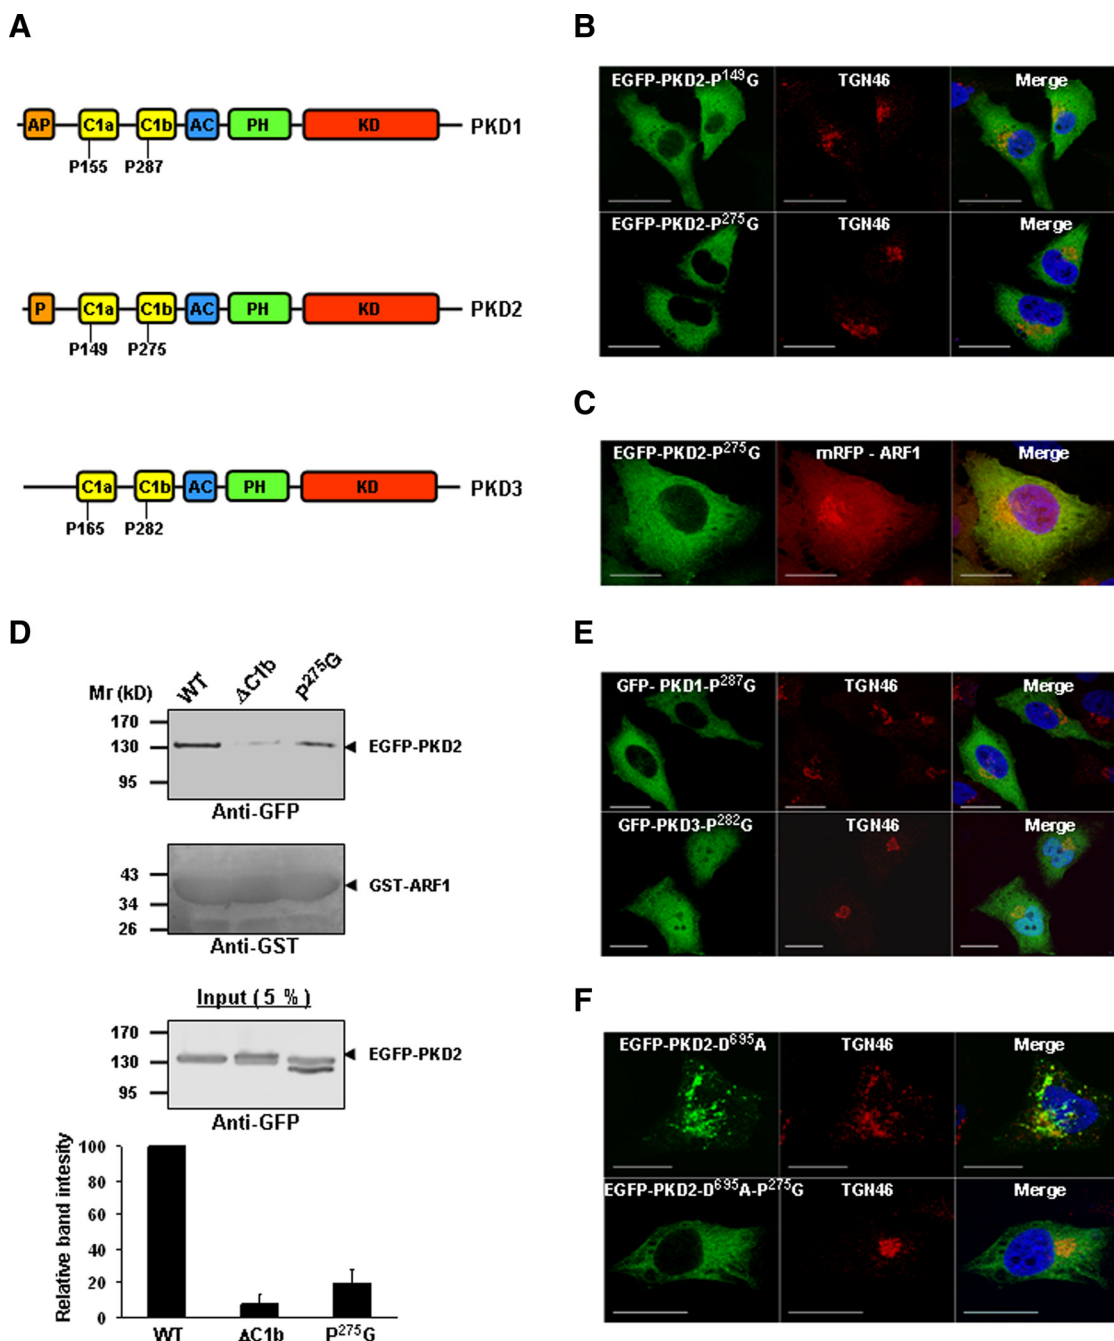 A
AP C1a C1b AC PH KD PKD1
P155 P287
P C1a C1b AC PH KD PKD2
P149 P275
C1a C1b AC PH KD PKD3
P165 P282
B
EGFP-PKD2-P149G TGN46 Merge
EGFP-PKD2-P275G TGN46 Merge
C
EGFP-PKD2-P275G mRFP - ARF1 Merge
D
Mr (kD) WT ΔC1b P275G
170
130
95
EGFP-PKD2
Anti-GFP
43
34
26
GST-ARF1
Anti-GST
Input ( 5 % )
170
130
95
EGFP-PKD2
Anti-GFP
Relative band intesity
100
80
60
40
20
0
WT ΔC1b P275G
E
GFP- PKD1-P287G TGN46 Merge
GFP-PKD3-P282G TGN46 Merge
F
EGFP-PKD2-D695A TGN46 Merge
EGFP-PKD2-D695A-P275G TGN46 Merge